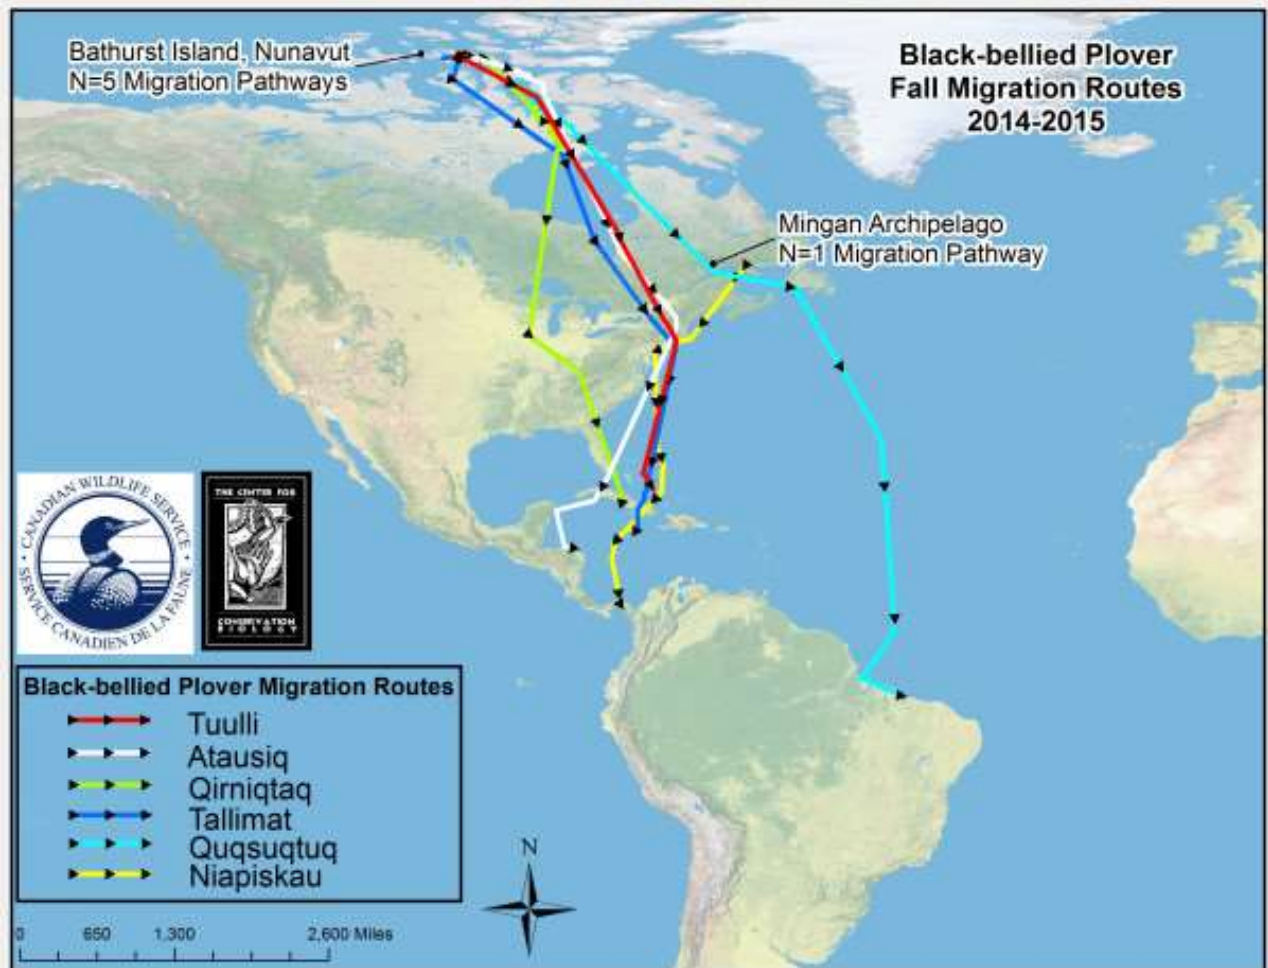 Bathurst Island, Nunavut
N=5 Migration Pathways
Black-bellied Plover
Fall Migration Routes
2014-2015
Mingan Archipelago
N=1 Migration Pathway
CANADIAN WILDLIFE SERVICE
SERVICE CANADIEN DE LA FAUNE
THE CENTER FOR
CONSERVATION
BIOLOGY
Black-bellied Plover Migration Routes
Tuulli
Atausiq
Qirniqtaq
Tallimat
Quqsuqtuq
Niapiskau
N
0 650 1,300 2,600 Miles